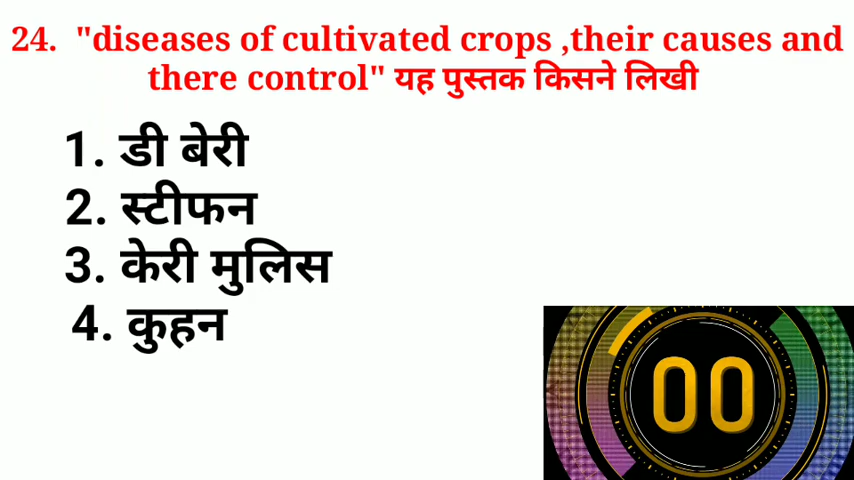 24. "diseases of cultivated crops ,their causes and
there control" यह पुस्तक किसने लिखी
1. डी बेरी
2. स्टीफन
3. केरी मुलिस
4. कुहन
00